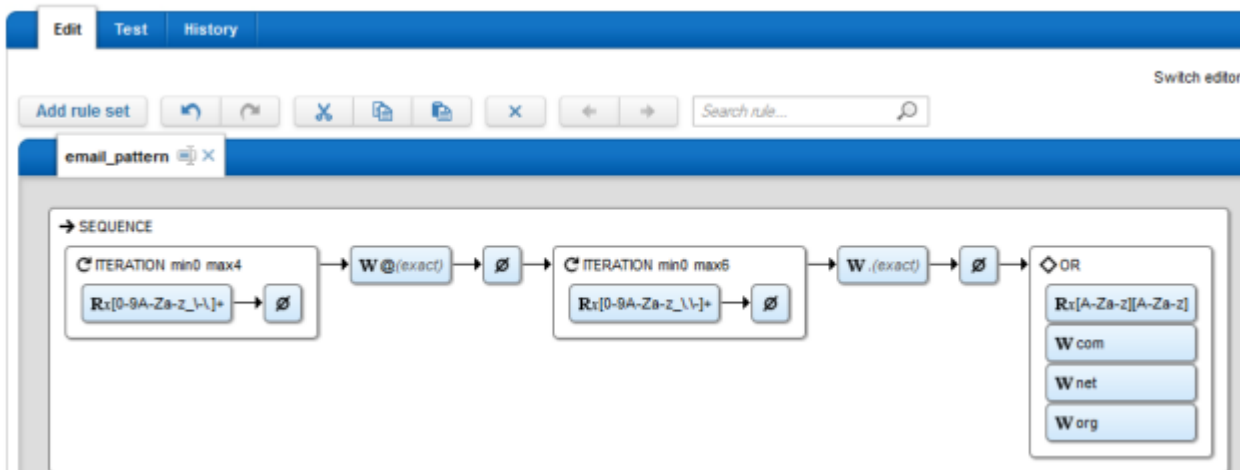 Edit Test History
Switch editor
Add rule set Search rule...
email_pattern
SEQUENCE
ITERATION min0 max4 W @(exact) Ø ITERATION min0 max6 W .(exact) Ø OR
Rx[0-9A-Za-z_\-\.]+ Ø Rx[0-9A-Za-z_\.\-]+ Ø Rx[A-Za-z][A-Za-z]
W com
W net
W org